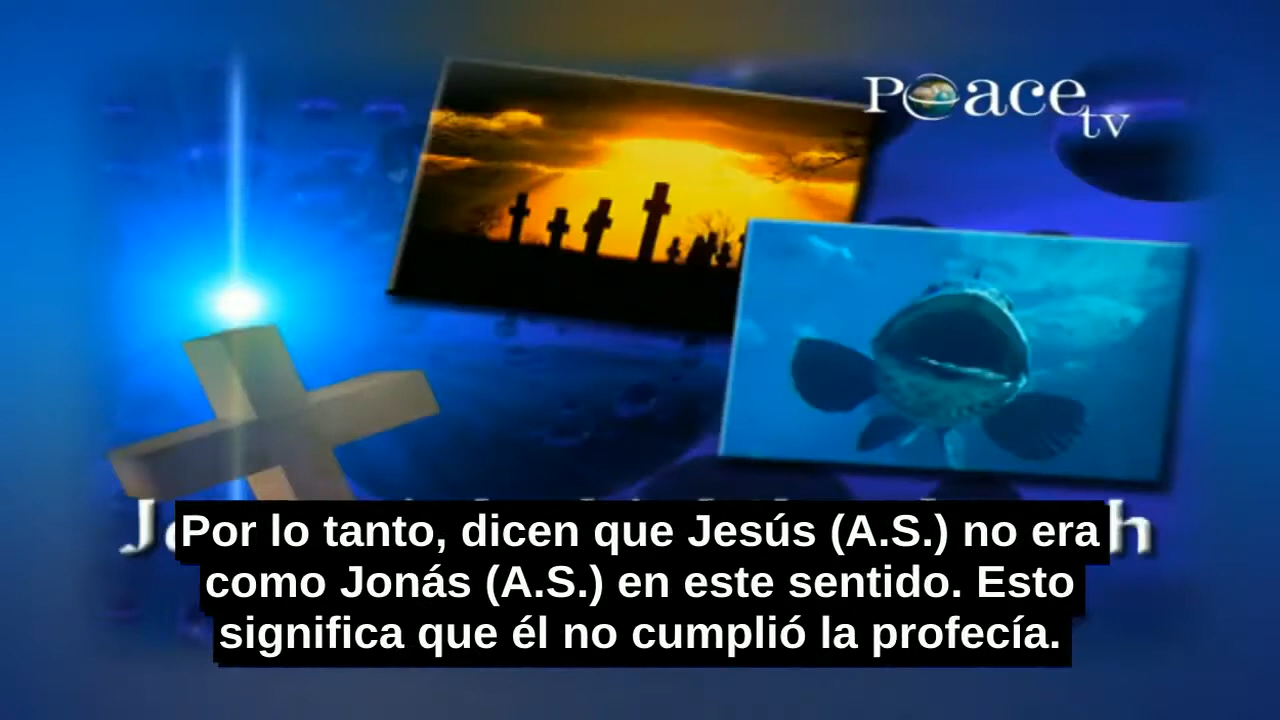 Peace
tv
Por lo tanto, dicen que Jesús (A.S.) no era
como Jonás (A.S.) en este sentido. Esto
significa que él no cumplió la profecía.